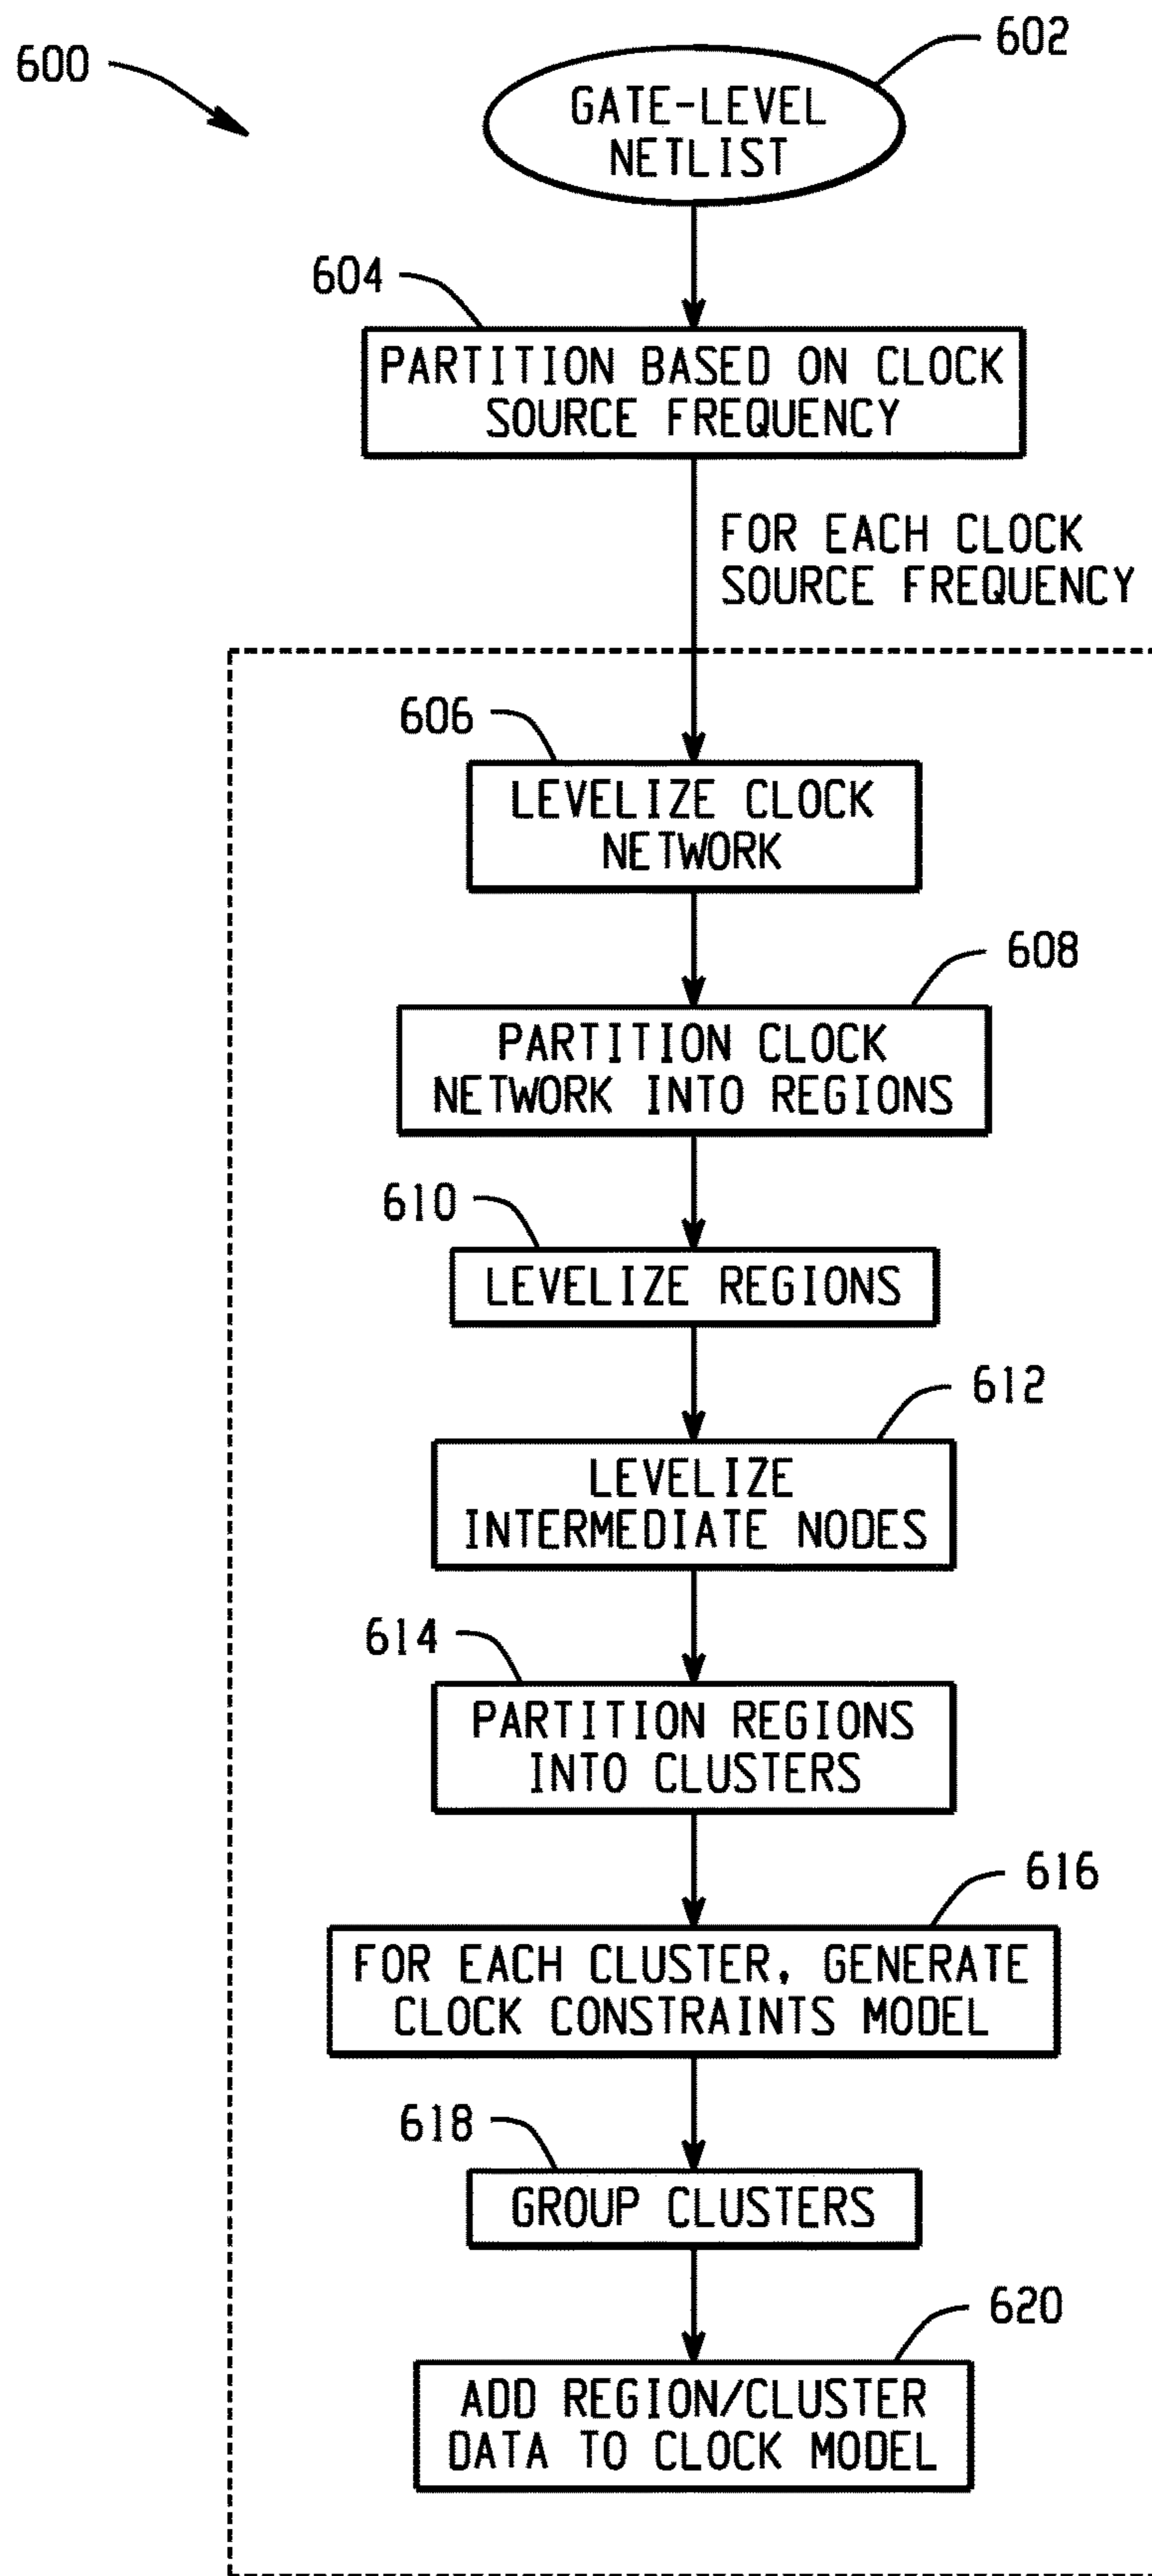 600
602
GATE-LEVEL
NETLIST
604
PARTITION BASED ON CLOCK
SOURCE FREQUENCY
FOR EACH CLOCK
SOURCE FREQUENCY
606
LEVELIZE CLOCK
NETWORK
608
PARTITION CLOCK
NETWORK INTO REGIONS
610
LEVELIZE REGIONS
612
LEVELIZE
INTERMEDIATE NODES
614
PARTITION REGIONS
INTO CLUSTERS
616
FOR EACH CLUSTER, GENERATE
CLOCK CONSTRAINTS MODEL
618
GROUP CLUSTERS
620
ADD REGION/CLUSTER
DATA TO CLOCK MODEL